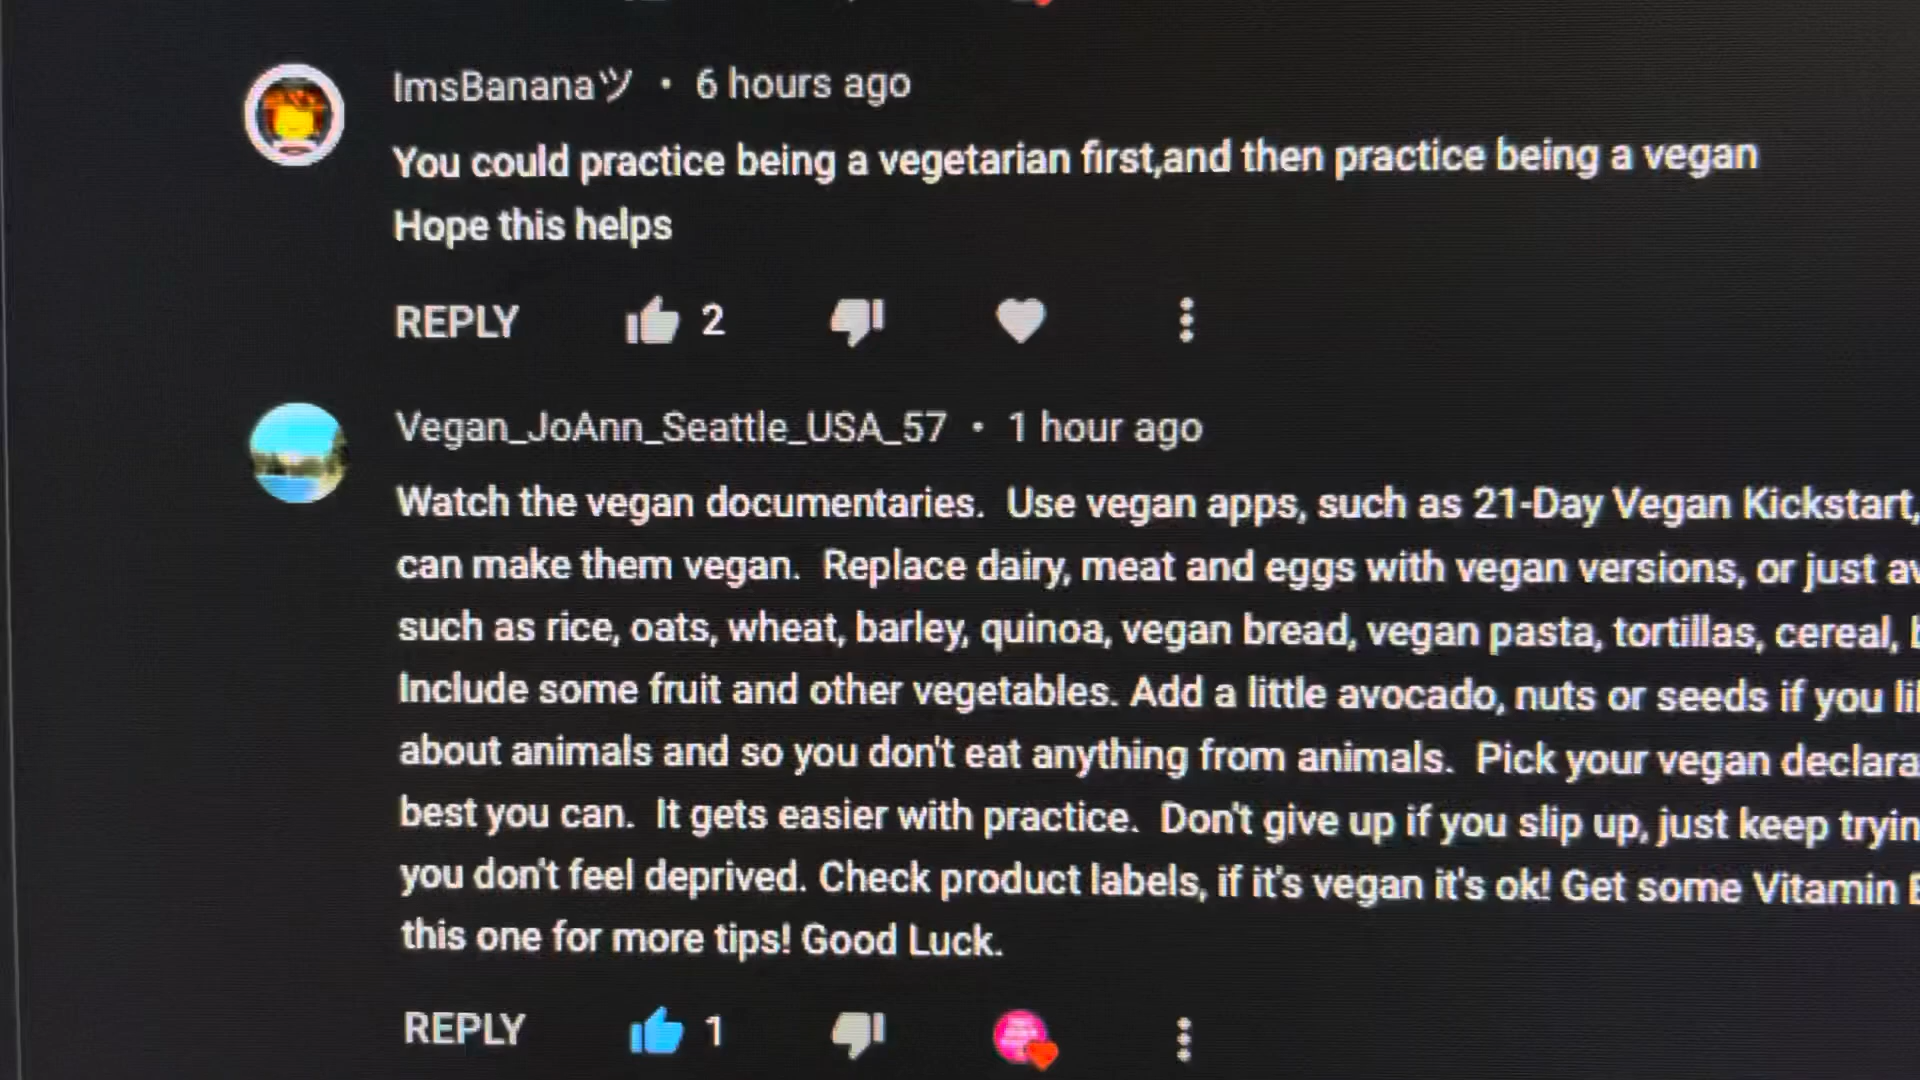 ImsBananaツ • 6 hours ago
You could practice being a vegetarian first,and then practice being a vegan
Hope this helps
REPLY 2
Vegan_JoAnn_Seattle_USA_57 • 1 hour ago
Watch the vegan documentaries. Use vegan apps, such as 21-Day Vegan Kickstart,
can make them vegan. Replace dairy, meat and eggs with vegan versions, or just
such as rice, oats, wheat, barley, quinoa, vegan bread, vegan pasta, tortillas, cereal,
Include some fruit and other vegetables. Add a little avocado, nuts or seeds if you
about animals and so you don't eat anything from animals. Pick your vegan
best you can. It gets easier with practice. Don't give up if you slip up, just keep
you don't feel deprived. Check product labels, if it's vegan it's ok! Get some Vitamin
this one for more tips! Good Luck.
REPLY 1